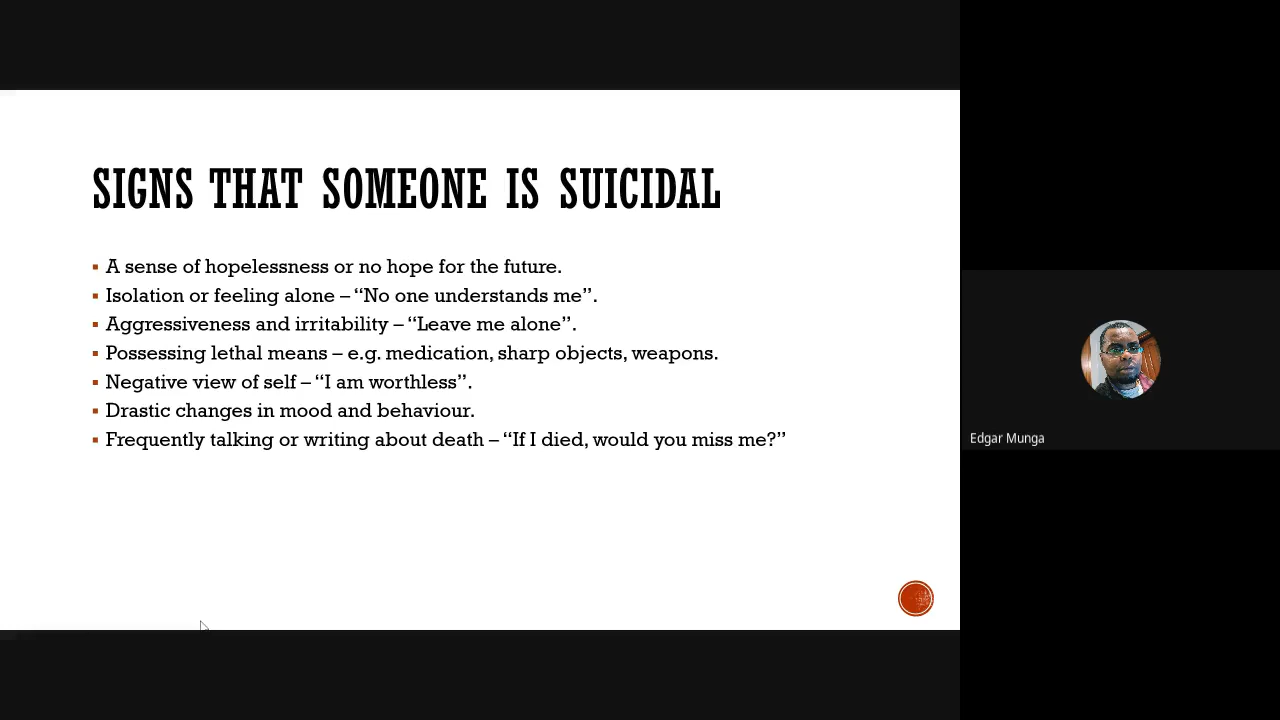 SIGNS THAT SOMEONE IS SUICIDAL
▪ A sense of hopelessness or no hope for the future.
▪ Isolation or feeling alone – “No one understands me”.
▪ Aggressiveness and irritability – “Leave me alone”.
▪ Possessing lethal means – e.g. medication, sharp objects, weapons.
▪ Negative view of self – “I am worthless”.
▪ Drastic changes in mood and behaviour.
▪ Frequently talking or writing about death – “If I died, would you miss me?”
Edgar Munga